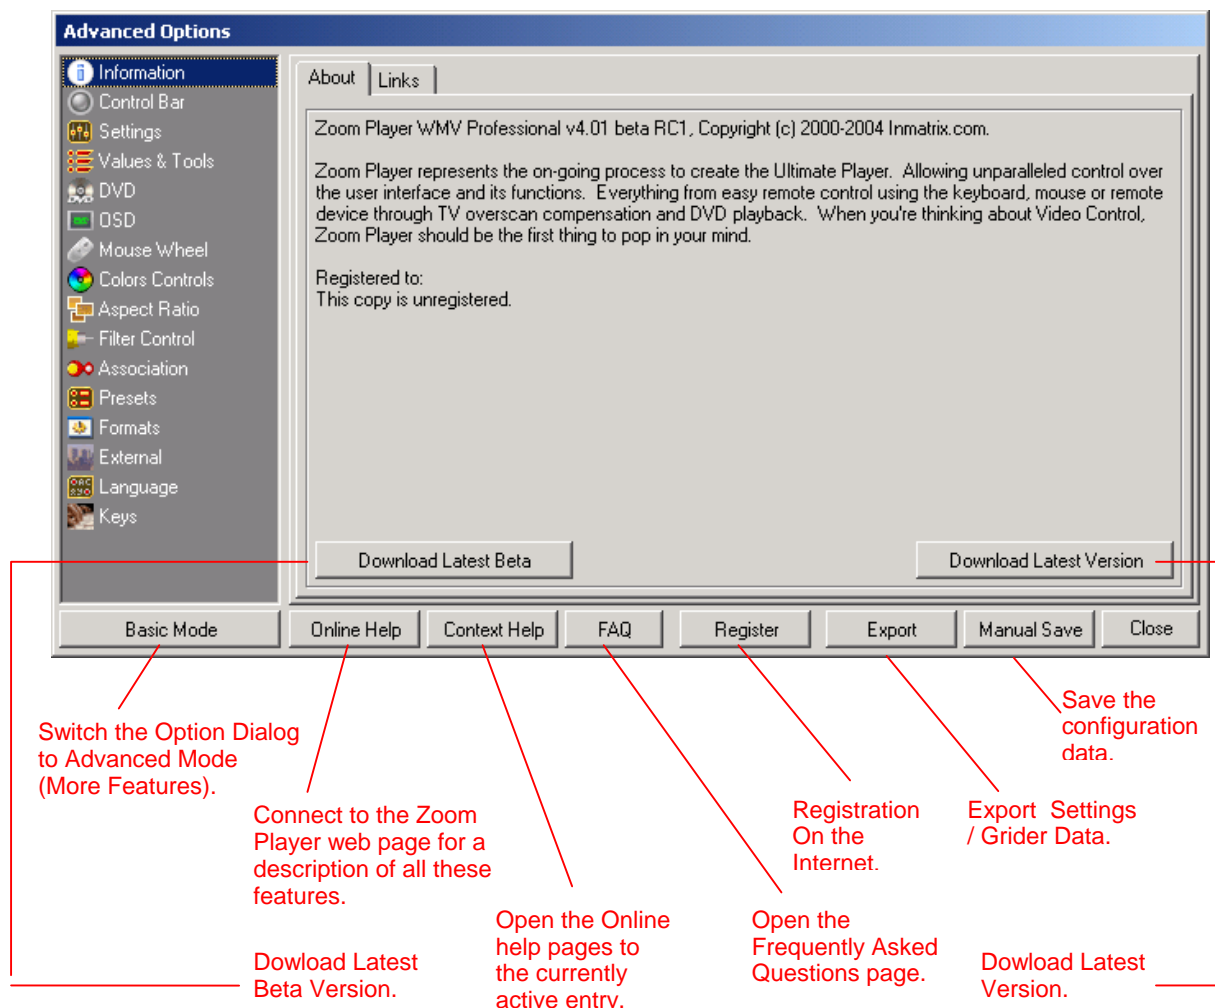 Advanced Options
Information
Control Bar
Settings
Values & Tools
DVD
OSD
Mouse Wheel
Colors Controls
Aspect Ratio
Filter Control
Association
Presets
Formats
External
Language
Keys
About
Links
Zoom Player WMV Professional v4.01 beta RC1, Copyright (c) 2000-2004 Inmatrix.com.
Zoom Player represents the on-going process to create the Ultimate Player. Allowing unparalleled control over
the user interface and its functions. Everything from easy remote control using the keyboard, mouse or remote
device through TV overscan compensation and DVD playback. When you're thinking about Video Control,
Zoom Player should be the first thing to pop in your mind.
Registered to:
This copy is unregistered.
Download Latest Beta
Download Latest Version
Basic Mode
Online Help
Context Help
FAQ
Register
Export
Manual Save
Close
Switch the Option Dialog
to Advanced Mode
(More Features).
Connect to the Zoom
Player web page for a
description of all these
features.
Open the Online
help pages to
the currently
active entry.
Open the
Frequently Asked
Questions page.
Registration
On the
Internet.
Export Settings
/ Grider Data.
Save the
configuration
data.
Dowload Latest
Beta Version.
Dowload Latest
Version.